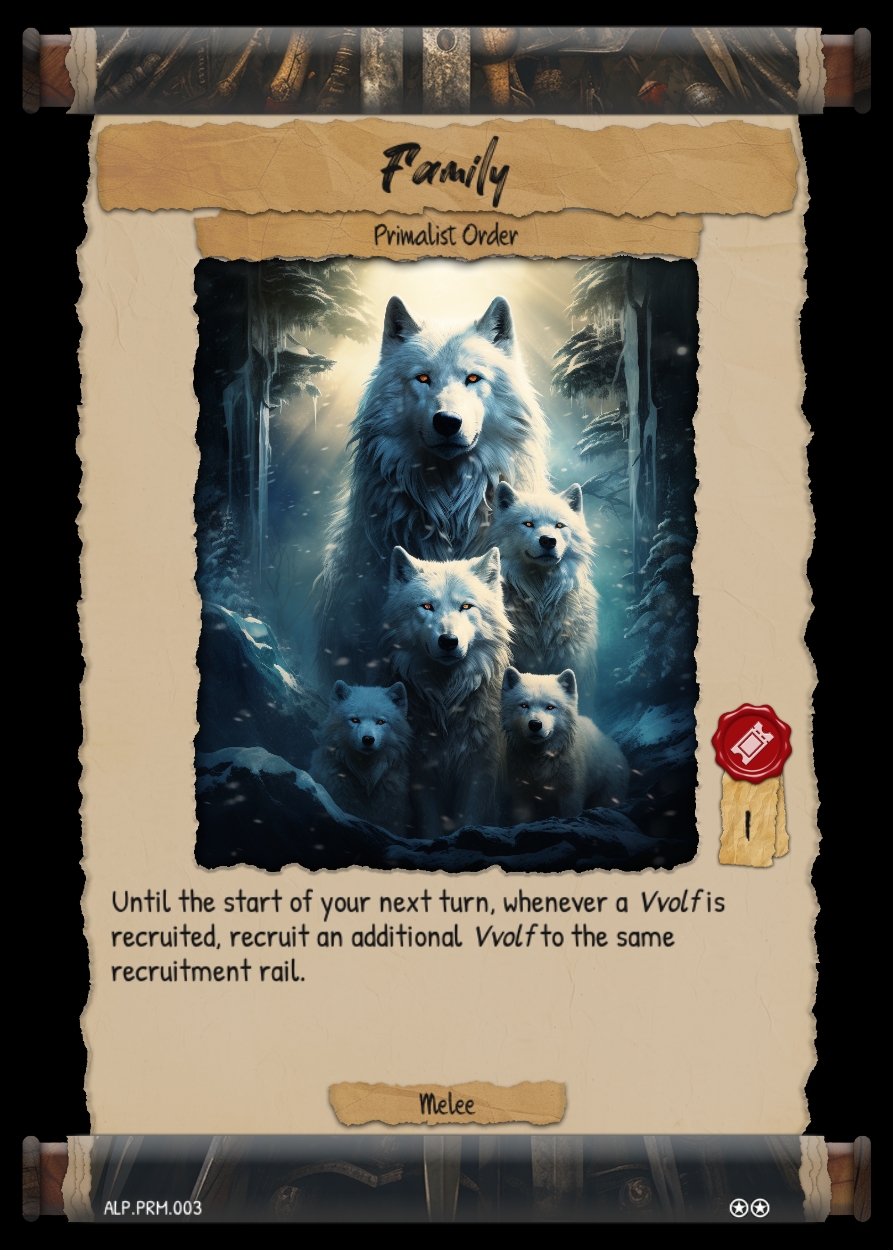 Family
Primalist Order
1
Until the start of your next turn, whenever a Vvolf is
recruited, recruit an additional Vvolf to the same
recruitment rail.
Melee
ALP.PRM.003